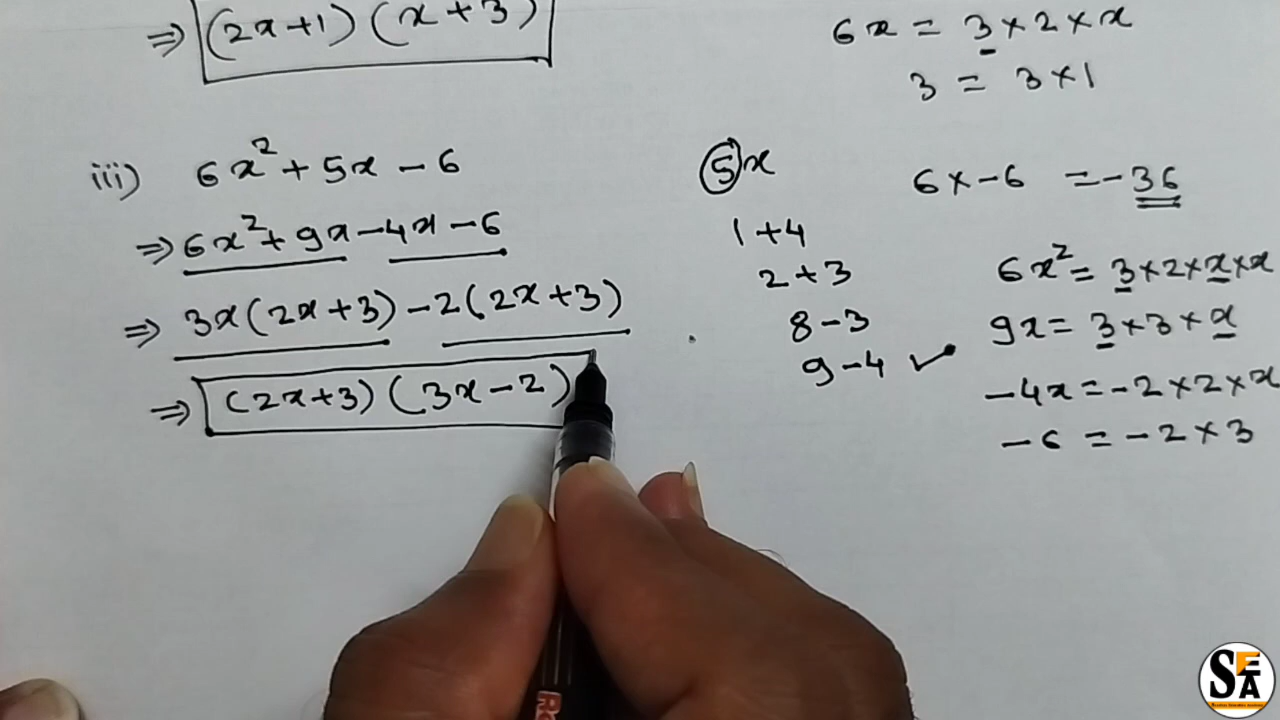 ⇒ (2x+1) (x+3)
6x = 3×2×x
3 = 3×1
iii) 6x² + 5x – 6
⇒ 6x² + 9x – 4x – 6
⇒ 3x(2x+3) – 2(2x+3)
⇒ (2x+3) (3x–2)
5x
6×–6 = –36
1+4
2+3
8–3
9–4 ✓
6x² = 3×2×x×x
9x = 3×3×x
–4x = –2×2×x
–6 = –2×3
SFA